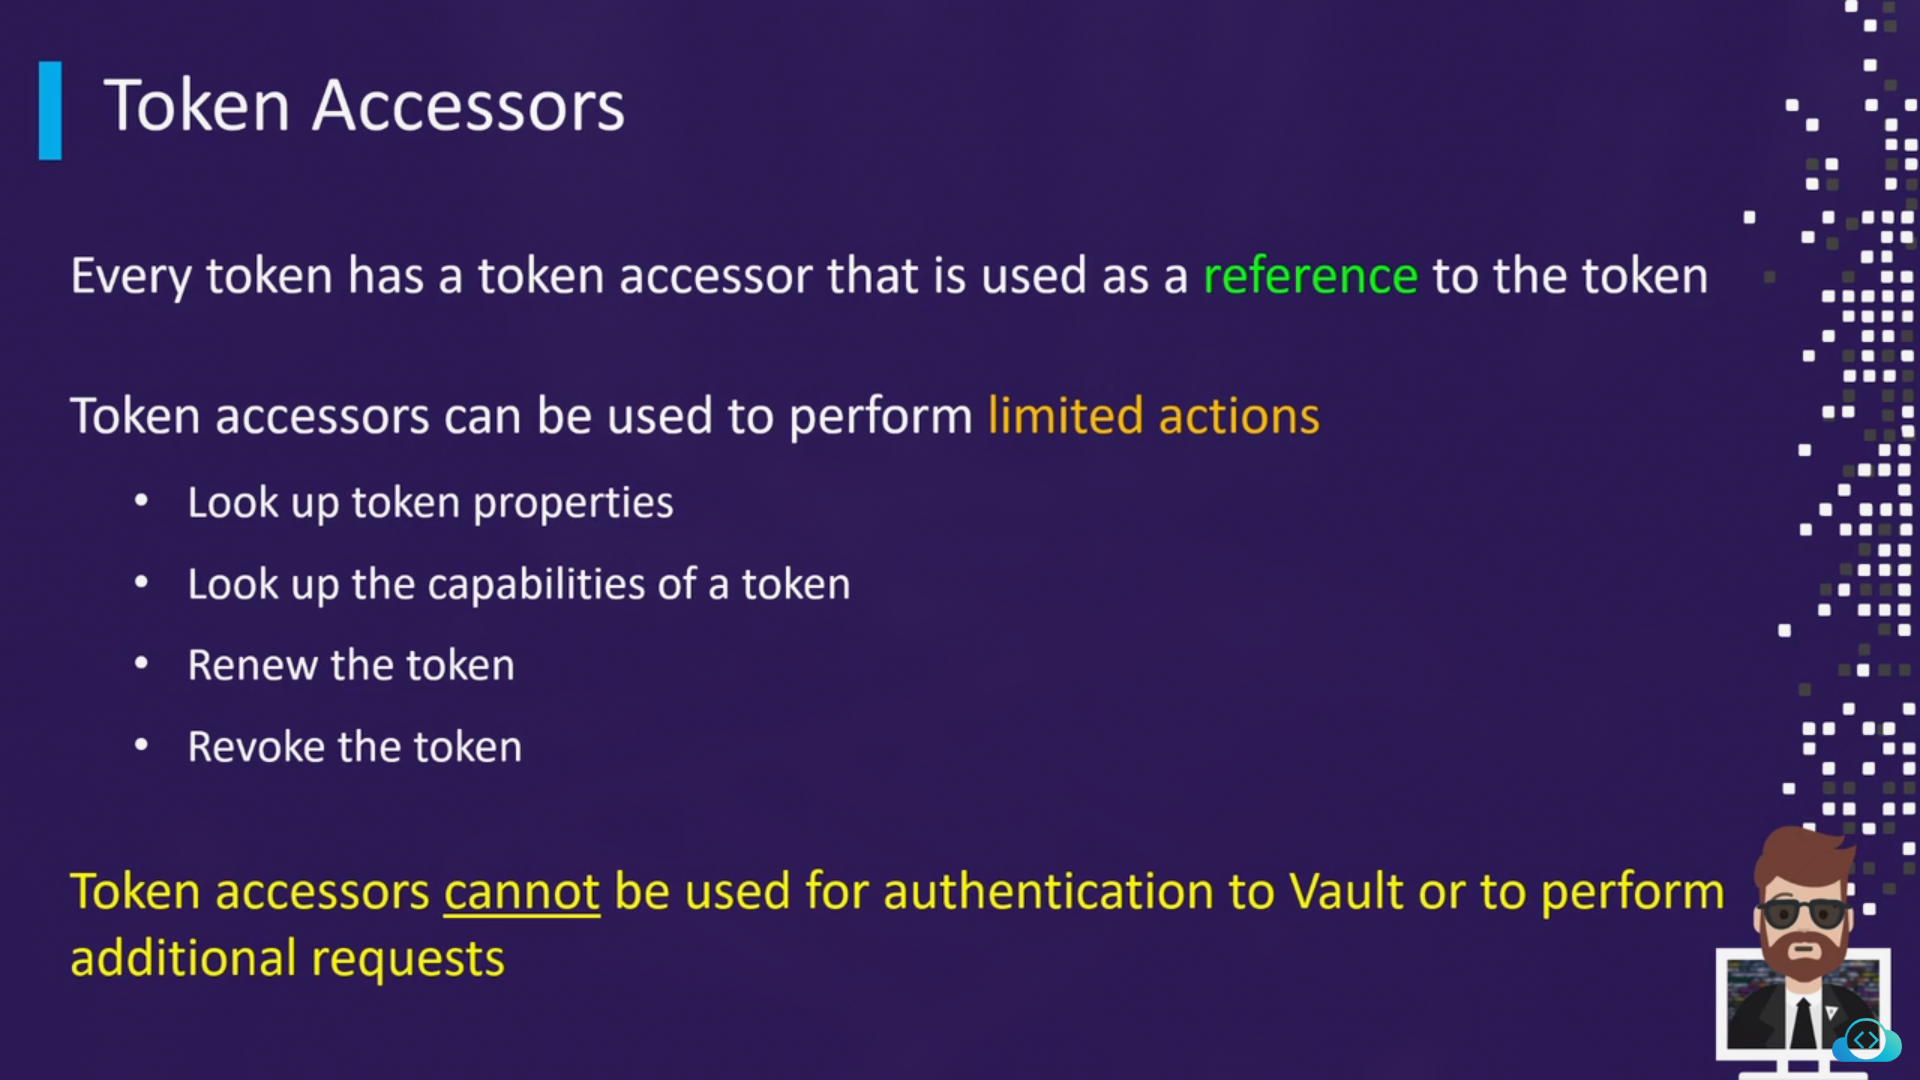 Token Accessors
Every token has a token accessor that is used as a reference to the token
Token accessors can be used to perform limited actions
• Look up token properties
• Look up the capabilities of a token
• Renew the token
• Revoke the token
Token accessors cannot be used for authentication to Vault or to perform
additional requests